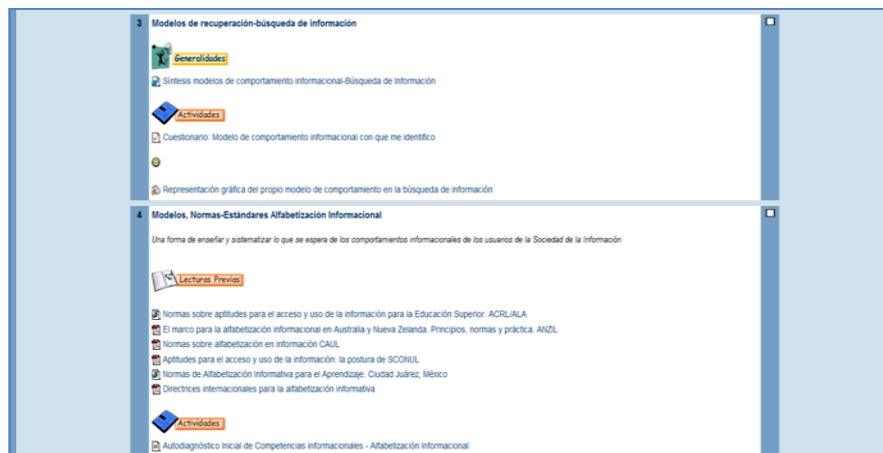 3 Modelos de recuperación-búsqueda de información
Generalidades
Síntesis modelos de comportamiento informacional-Búsqueda de Información
Actividades
Cuestionario: Modelo de comportamiento informacional con que me identifico
Representación gráfica del propio modelo de comportamiento en la búsqueda de información
4 Modelos, Normas-Estándares Alfabetización Informacional
Una forma de enseñar y sistematizar lo que se espera de los comportamientos informacionales de los usuarios de la Sociedad de la Información
Lecturas Previas
Normas sobre aptitudes para el acceso y uso de la información para la Educación Superior. ACRL/ALA
El marco para la alfabetización informacional en Australia y Nueva Zelanda. Principios, normas y práctica. ANZIL
Normas sobre alfabetización en información CAUL
Aptitudes para el acceso y uso de la información: la postura de SCONUL
Normas de Alfabetización Informativa para el Aprendizaje. Ciudad Juárez, México
Directrices internacionales para la alfabetización informativa
Actividades
Autodiagnóstico Inicial de Competencias informacionales - Alfabetización Informacional